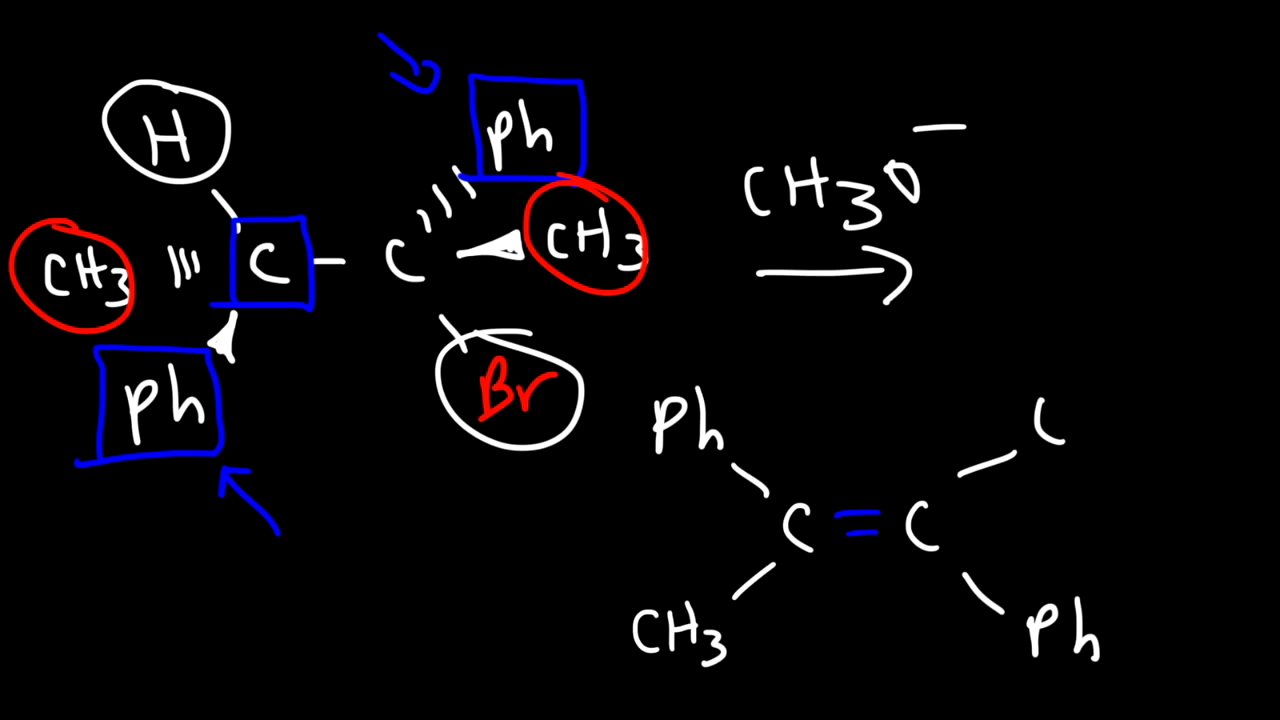 H Ph
CH3 C C CH3 CH3O⁻
Ph Br
Ph C
C = C
CH3 Ph